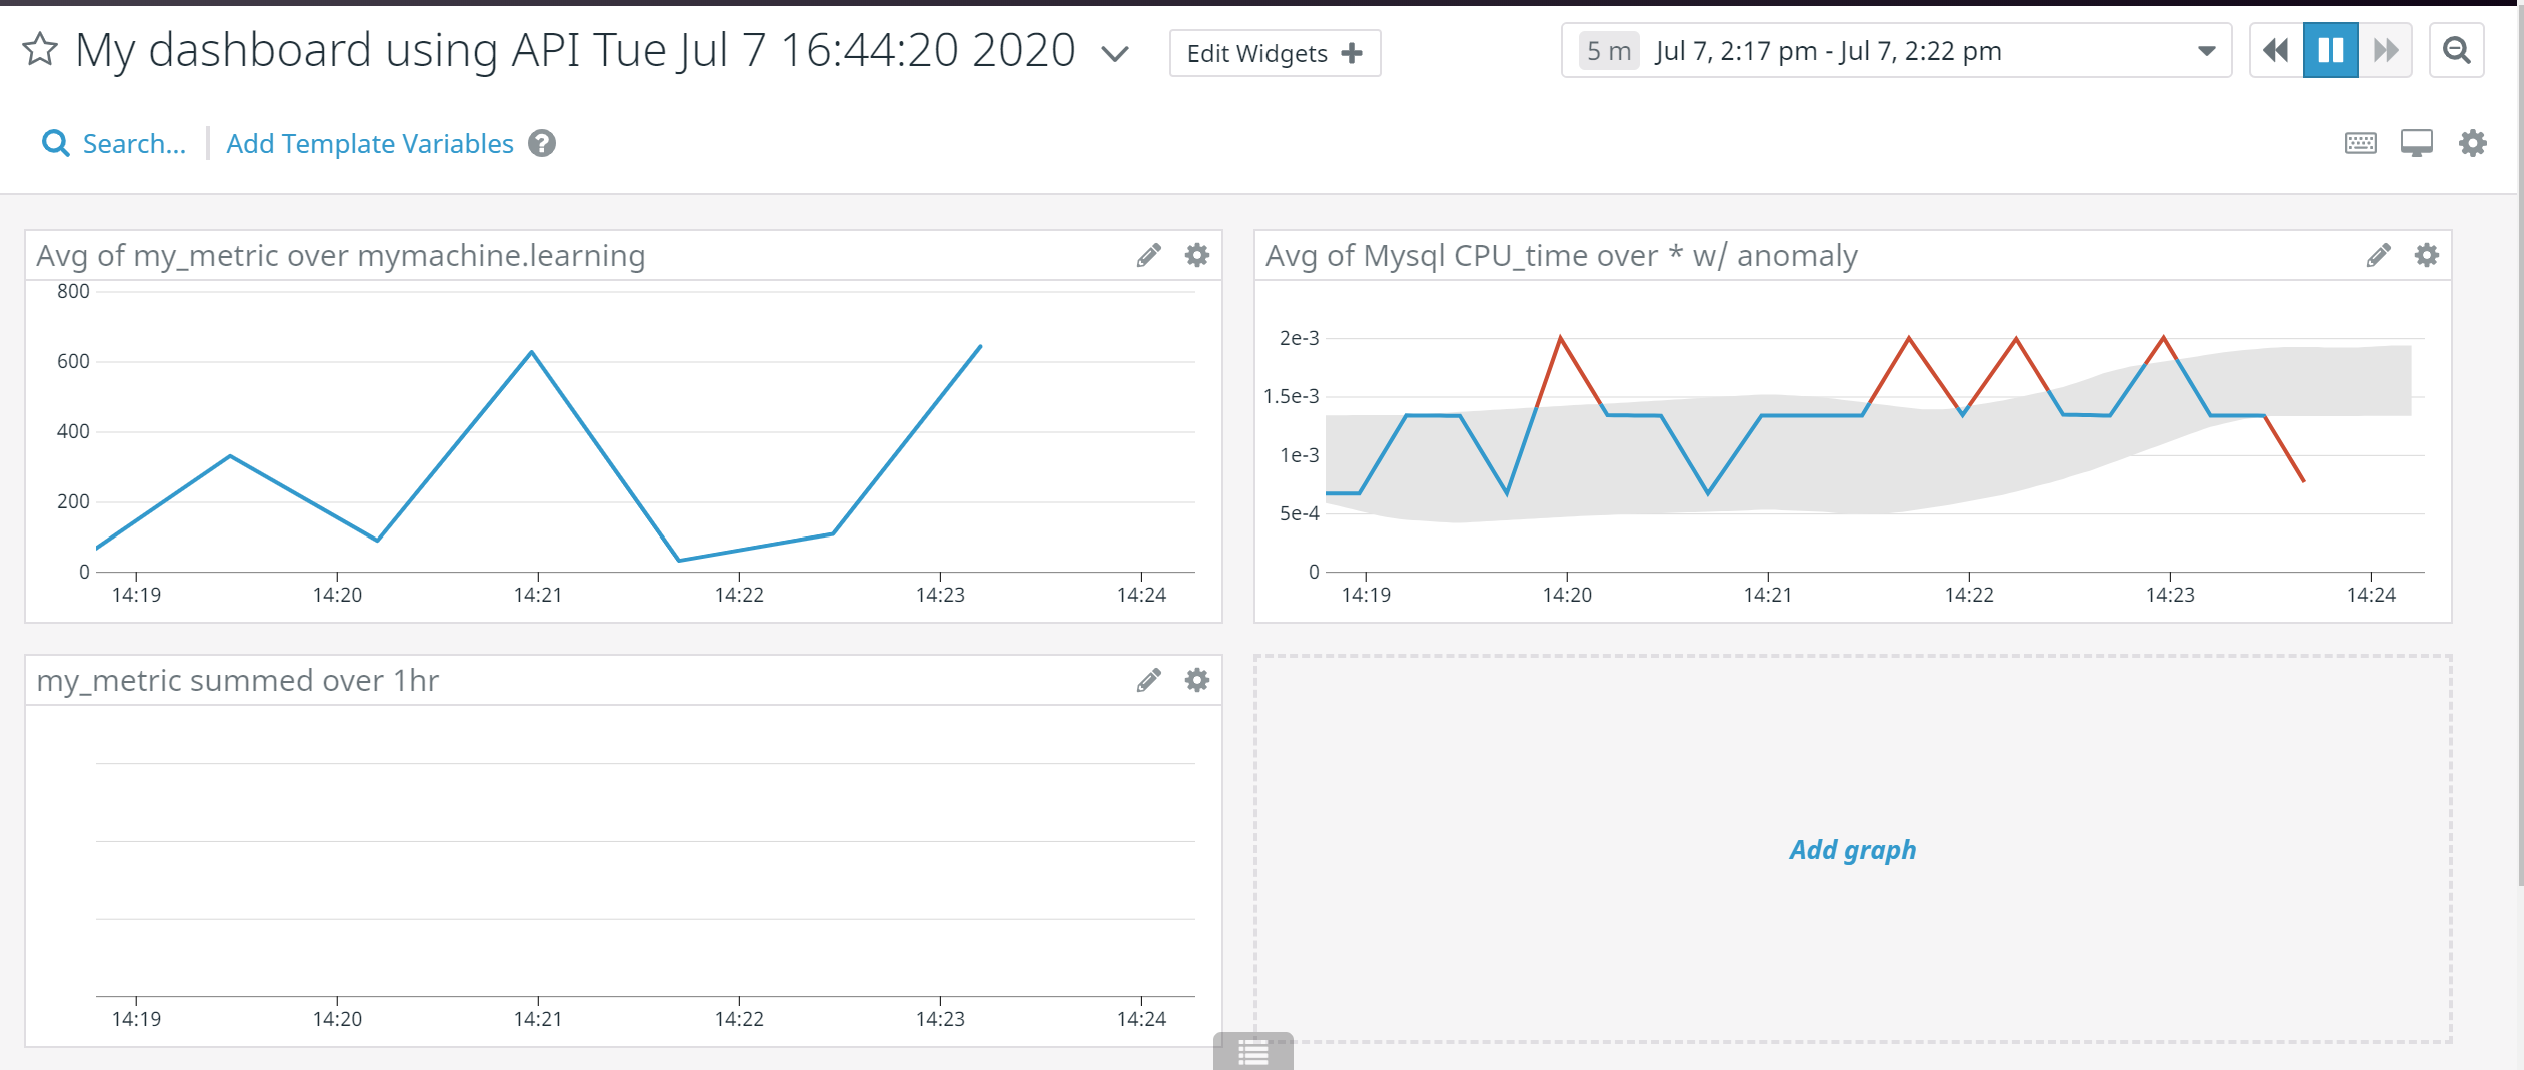 My dashboard using API Tue Jul 7 16:44:20 2020
Edit Widgets +
5 m Jul 7, 2:17 pm - Jul 7, 2:22 pm
Search... Add Template Variables ?
Avg of my_metric over mymachine.learning
800
600
400
200
0
14:19 14:20 14:21 14:22 14:23 14:24
Avg of Mysql CPU_time over * w/ anomaly
2e-3
1.5e-3
1e-3
5e-4
0
14:19 14:20 14:21 14:22 14:23 14:24
my_metric summed over 1hr
14:19 14:20 14:21 14:22 14:23 14:24
Add graph